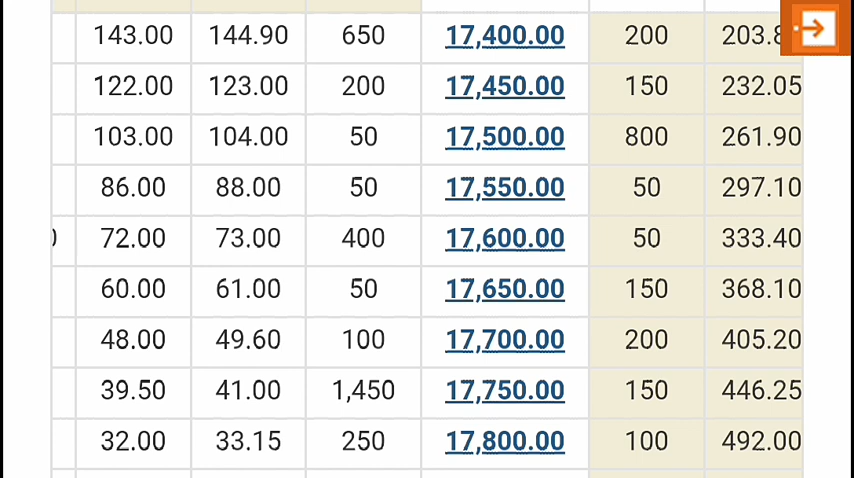 143.00 144.90 650 17,400.00 200 203.8
122.00 123.00 200 17,450.00 150 232.05
103.00 104.00 50 17,500.00 800 261.90
86.00 88.00 50 17,550.00 50 297.10
72.00 73.00 400 17,600.00 50 333.40
60.00 61.00 50 17,650.00 150 368.10
48.00 49.60 100 17,700.00 200 405.20
39.50 41.00 1,450 17,750.00 150 446.25
32.00 33.15 250 17,800.00 100 492.00